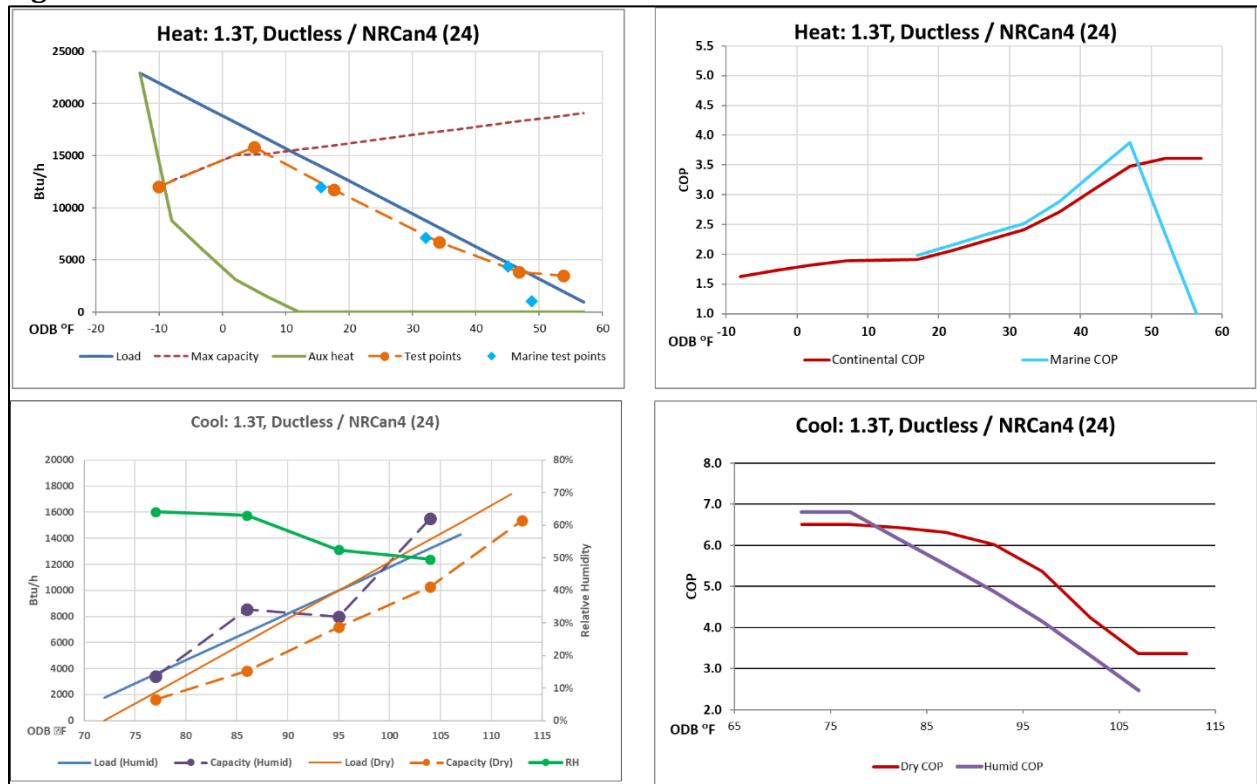 Heat: 1.3T, Ductless / NRCan4 (24)
25000
20000
15000
10000
5000
0
Btu/h
-20 -10 0 10 20 30 40 50 60
ODB °F
Load Max capacity Aux heat Test points Marine test points
Heat: 1.3T, Ductless / NRCan4 (24)
5.5
5.0
4.5
4.0
3.5
3.0
2.5
2.0
1.5
1.0
COP
-10 0 10 20 30 40 50 60
ODB °F
Continental COP Marine COP
Cool: 1.3T, Ductless / NRCan4 (24)
20000
18000
16000
14000
12000
10000
8000
6000
4000
2000
0
Btu/h
80%
70%
60%
50%
40%
30%
20%
10%
0%
Relative Humidity
70 75 80 85 90 95 100 105 110 115
ODB F
Load (Humid) Capacity (Humid) Load (Dry) Capacity (Dry) RH
Cool: 1.3T, Ductless / NRCan4 (24)
8.0
7.0
6.0
5.0
4.0
3.0
2.0
COP
65 75 85 95 105 115
ODB °F
Dry COP Humid COP